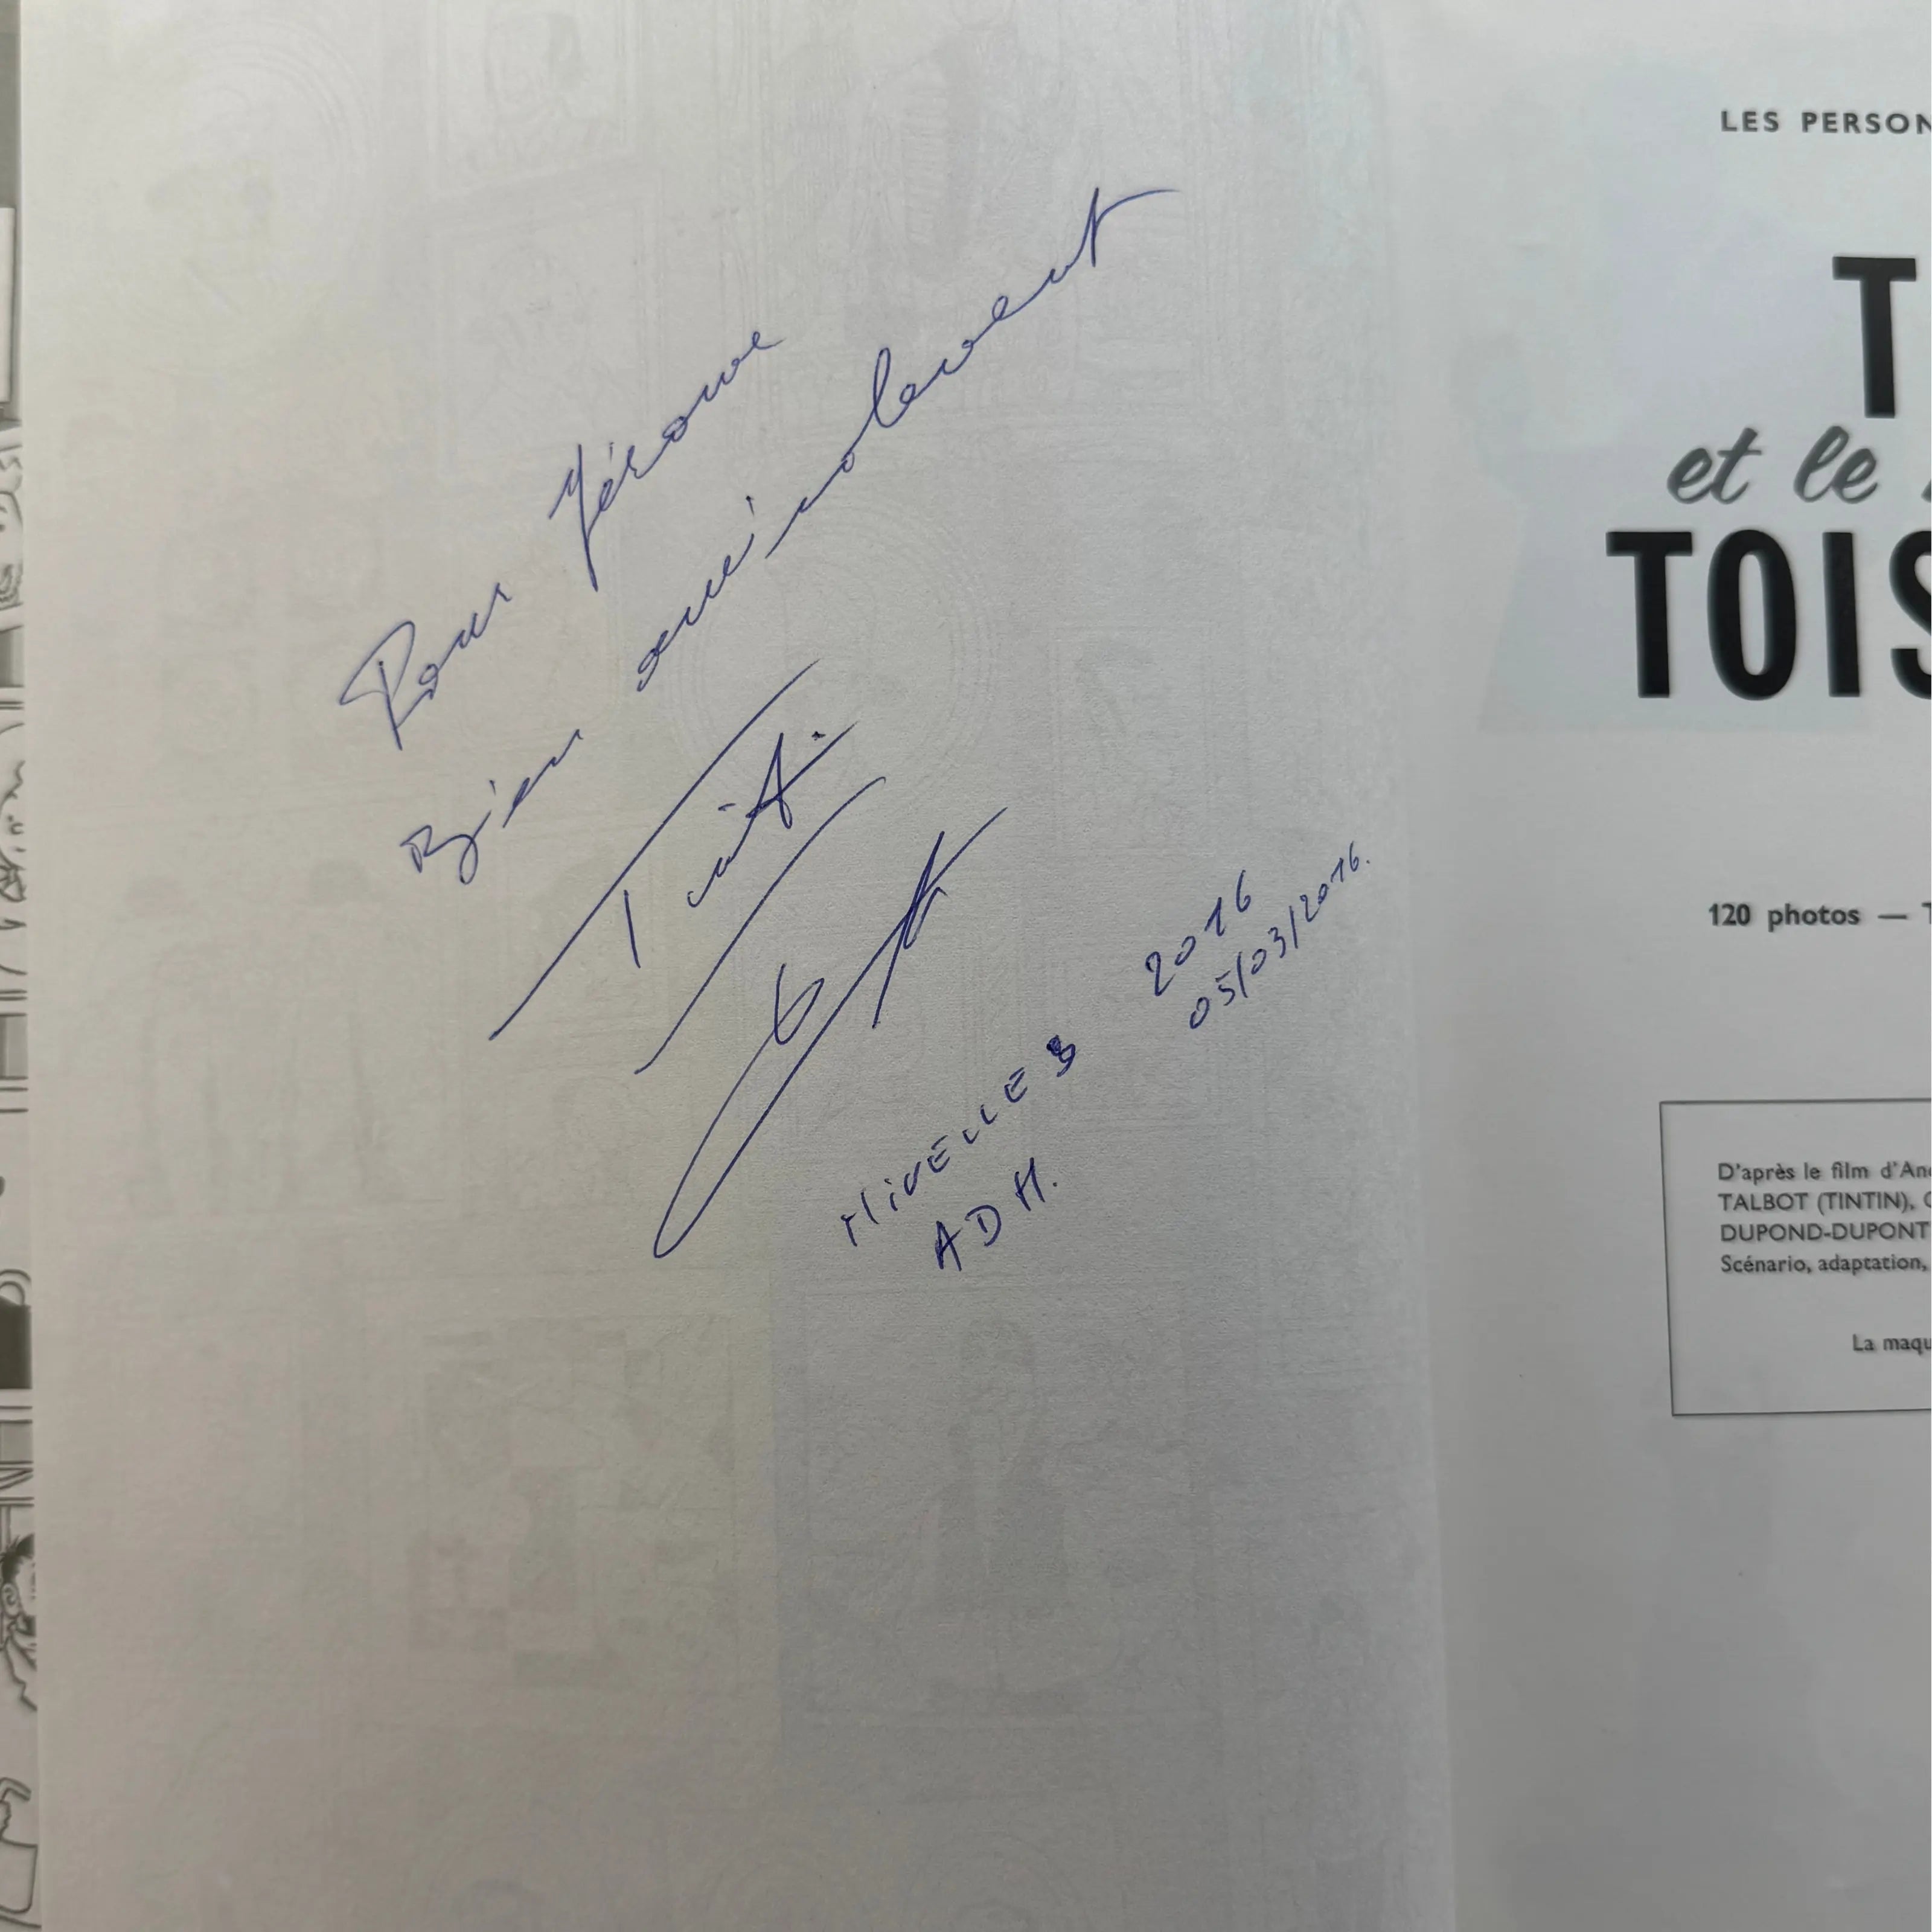 Pour Jérôme
Bien amicalement
Tintin
NIVELLES 2016
05/03/2016.
ADH.
LES PERSON
T
et le
TOIS
120 photos — T
D'après le film d'An
TALBOT (TINTIN),
DUPOND-DUPONT
Scénario, adaptation,
La maqu